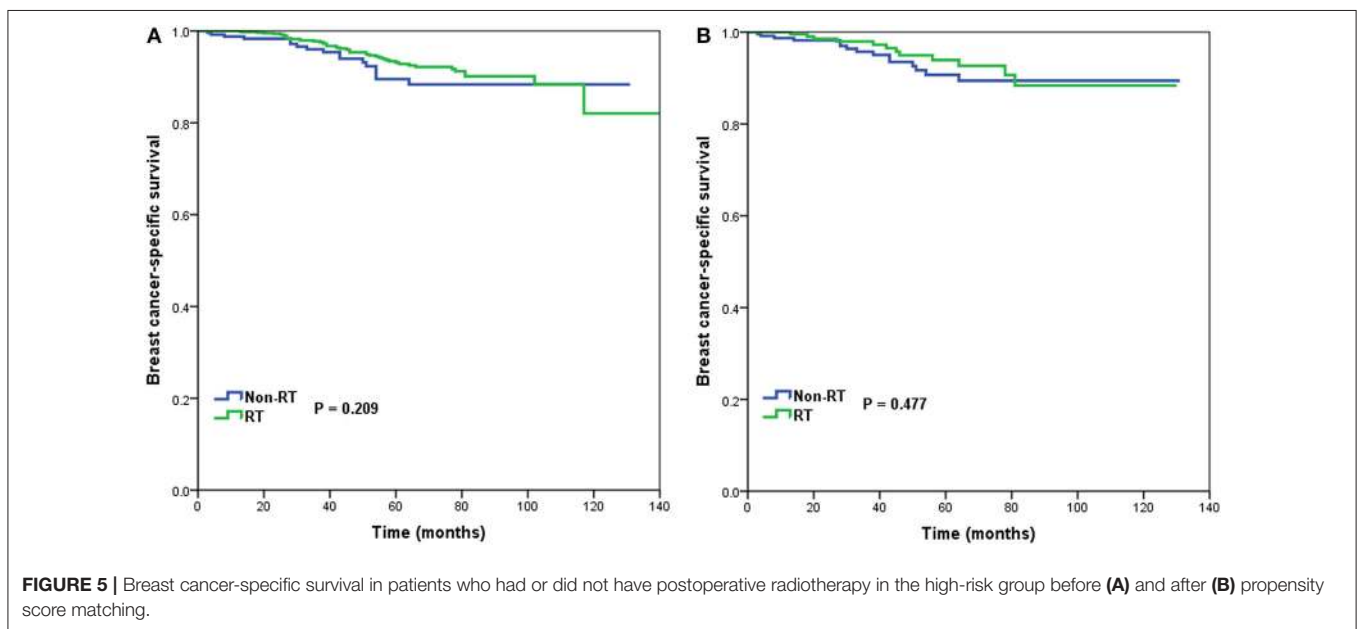 A
Breast cancer-specific survival
1.0
0.8
0.6
0.4
0.2
0.0
Non-RT
RT
P = 0.209
0 20 40 60 80 100 120 140
Time (months)
B
Breast cancer-specific survival
1.0
0.8
0.6
0.4
0.2
0.0
Non-RT
RT
P = 0.477
0 20 40 60 80 100 120 140
Time (months)
FIGURE 5 | Breast cancer-specific survival in patients who had or did not have postoperative radiotherapy in the high-risk group before (A) and after (B) propensity
score matching.